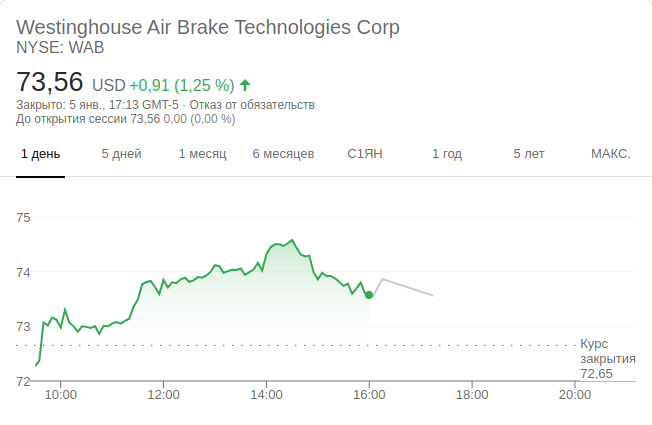 Westinghouse Air Brake Technologies Corp
NYSE: WAB
73,56 USD +0,91 (1,25 %)
Закрыто: 5 янв., 17:13 GMT-5 · Отказ от обязательств
До открытия сессии 73,56 0,00 (0,00 %)
1 день 5 дней 1 месяц 6 месяцев С1ЯН 1 год 5 лет МАКС.
75
74
73
Курс
закрытия
72,65
72
10:00 12:00 14:00 16:00 18:00 20:00